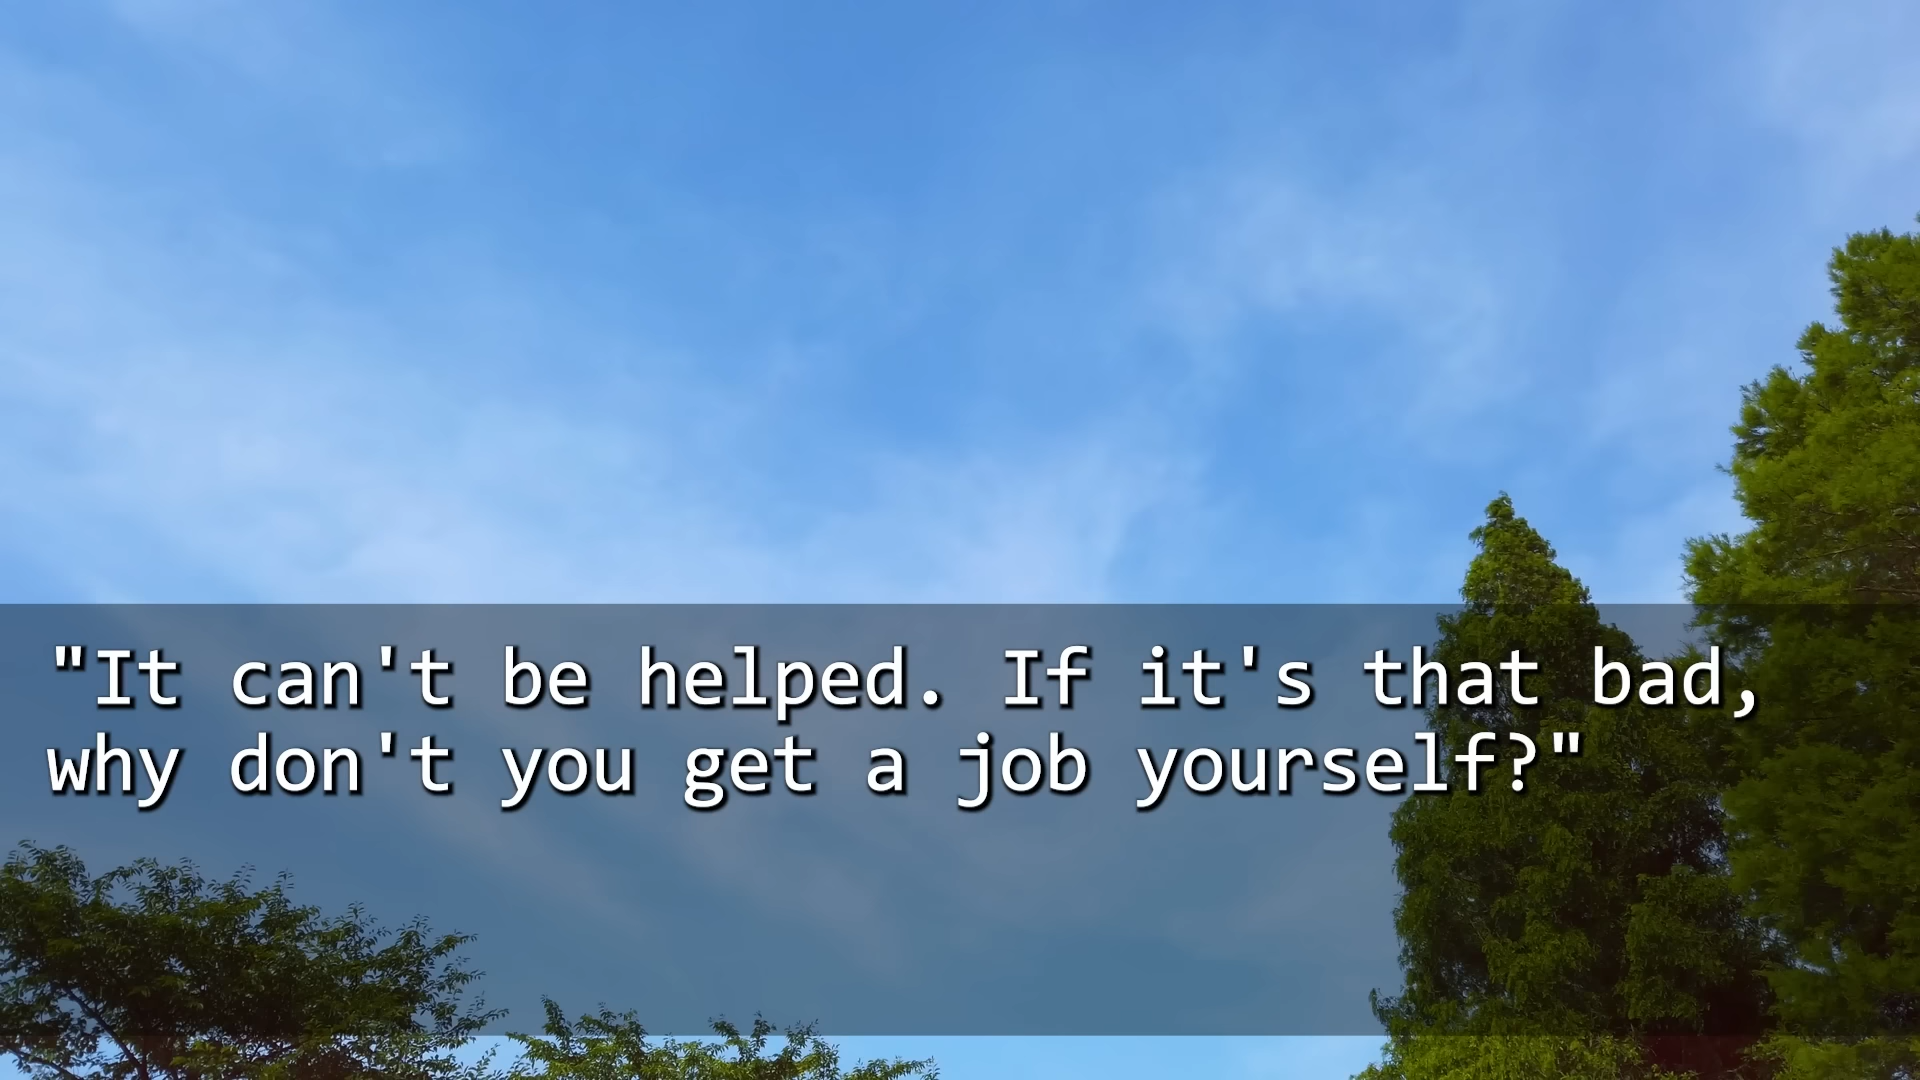 "It can't be helped. If it's that bad,
why don't you get a job yourself?"